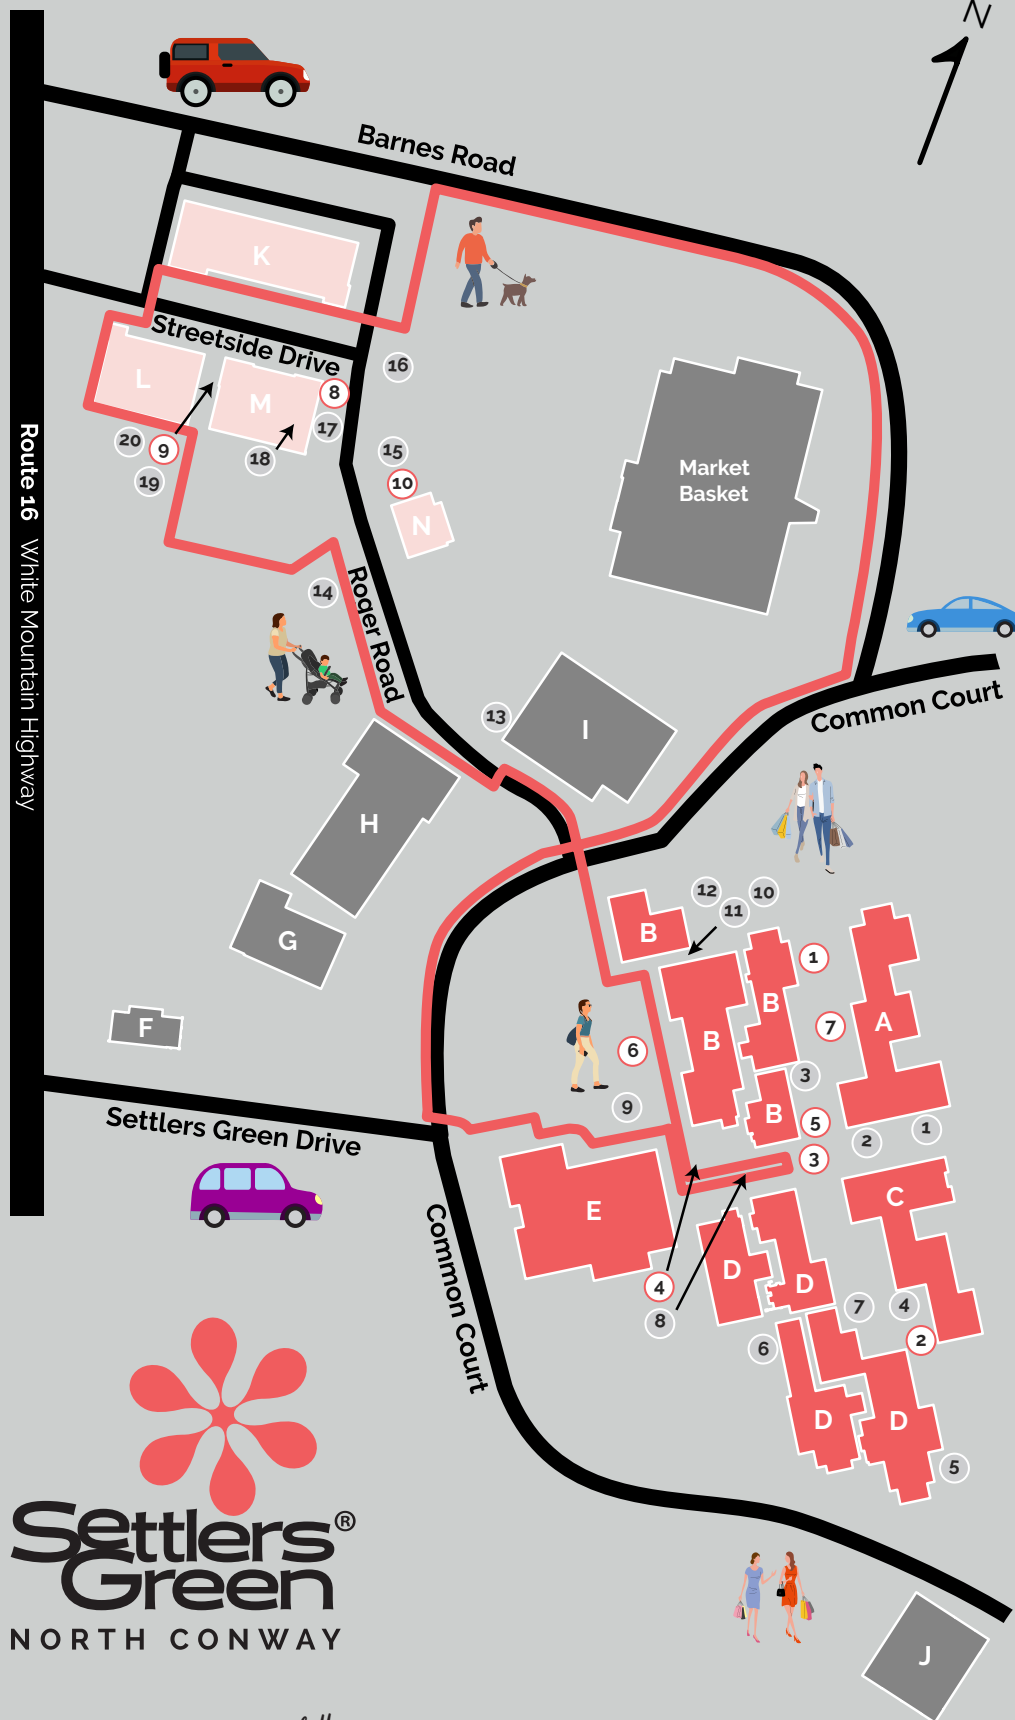 N
Barnes Road
K
Streetside Drive
L
M
8
16
17
20
9
18
19
15
10
N
Market
Basket
Route 16 White Mountain Highway
14
Roger Road
13
I
Common Court
H
G
F
12
11
10
B
1
B
B
7
A
6
3
9
B
5
2
1
3
Settlers Green Drive
E
C
D
D
4
8
7
4
2
6
Common Court
D
D
5
Settlers®
Green
NORTH CONWAY
J